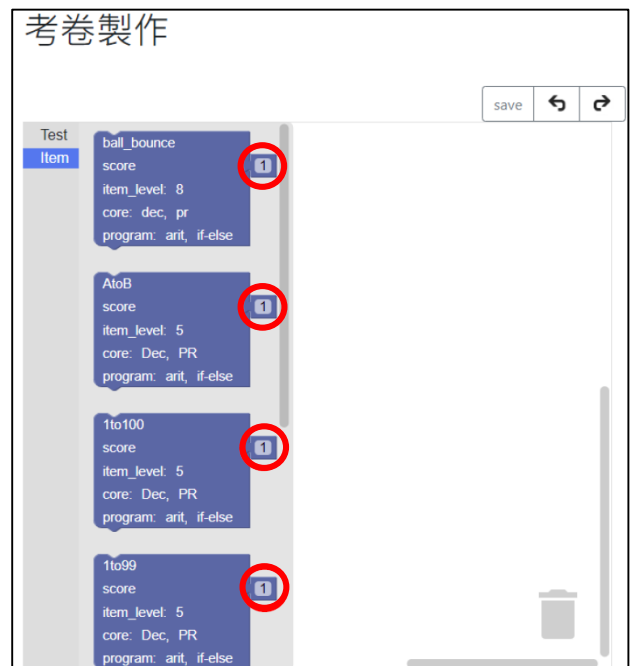 考卷製作
save
Test
Item
ball_bounce
score 1
item_level: 8
core: dec, pr
program: arit, if-else
AtoB
score 1
item_level: 5
core: Dec, PR
program: arit, if-else
1to100
score 1
item_level: 5
core: Dec, PR
program: arit, if-else
1to99
score 1
item_level: 5
core: Dec, PR
program: arit, if-else